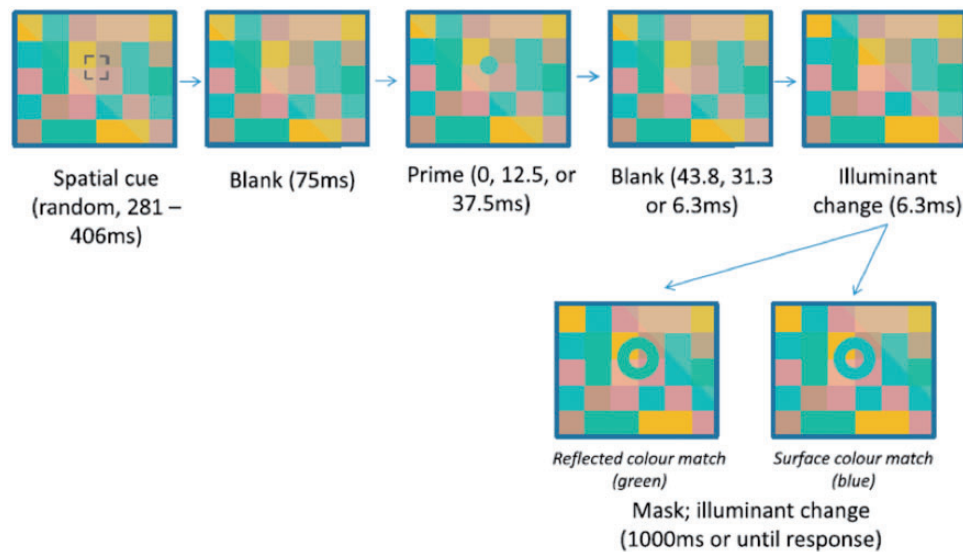 Spatial cue
(random, 281 –
406ms)
Blank (75ms)
Prime (0, 12.5, or
37.5ms)
Blank (43.8, 31.3
or 6.3ms)
Illuminant
change (6.3ms)
Reflected colour match
(green)
Surface colour match
(blue)
Mask; illuminant change
(1000ms or until response)